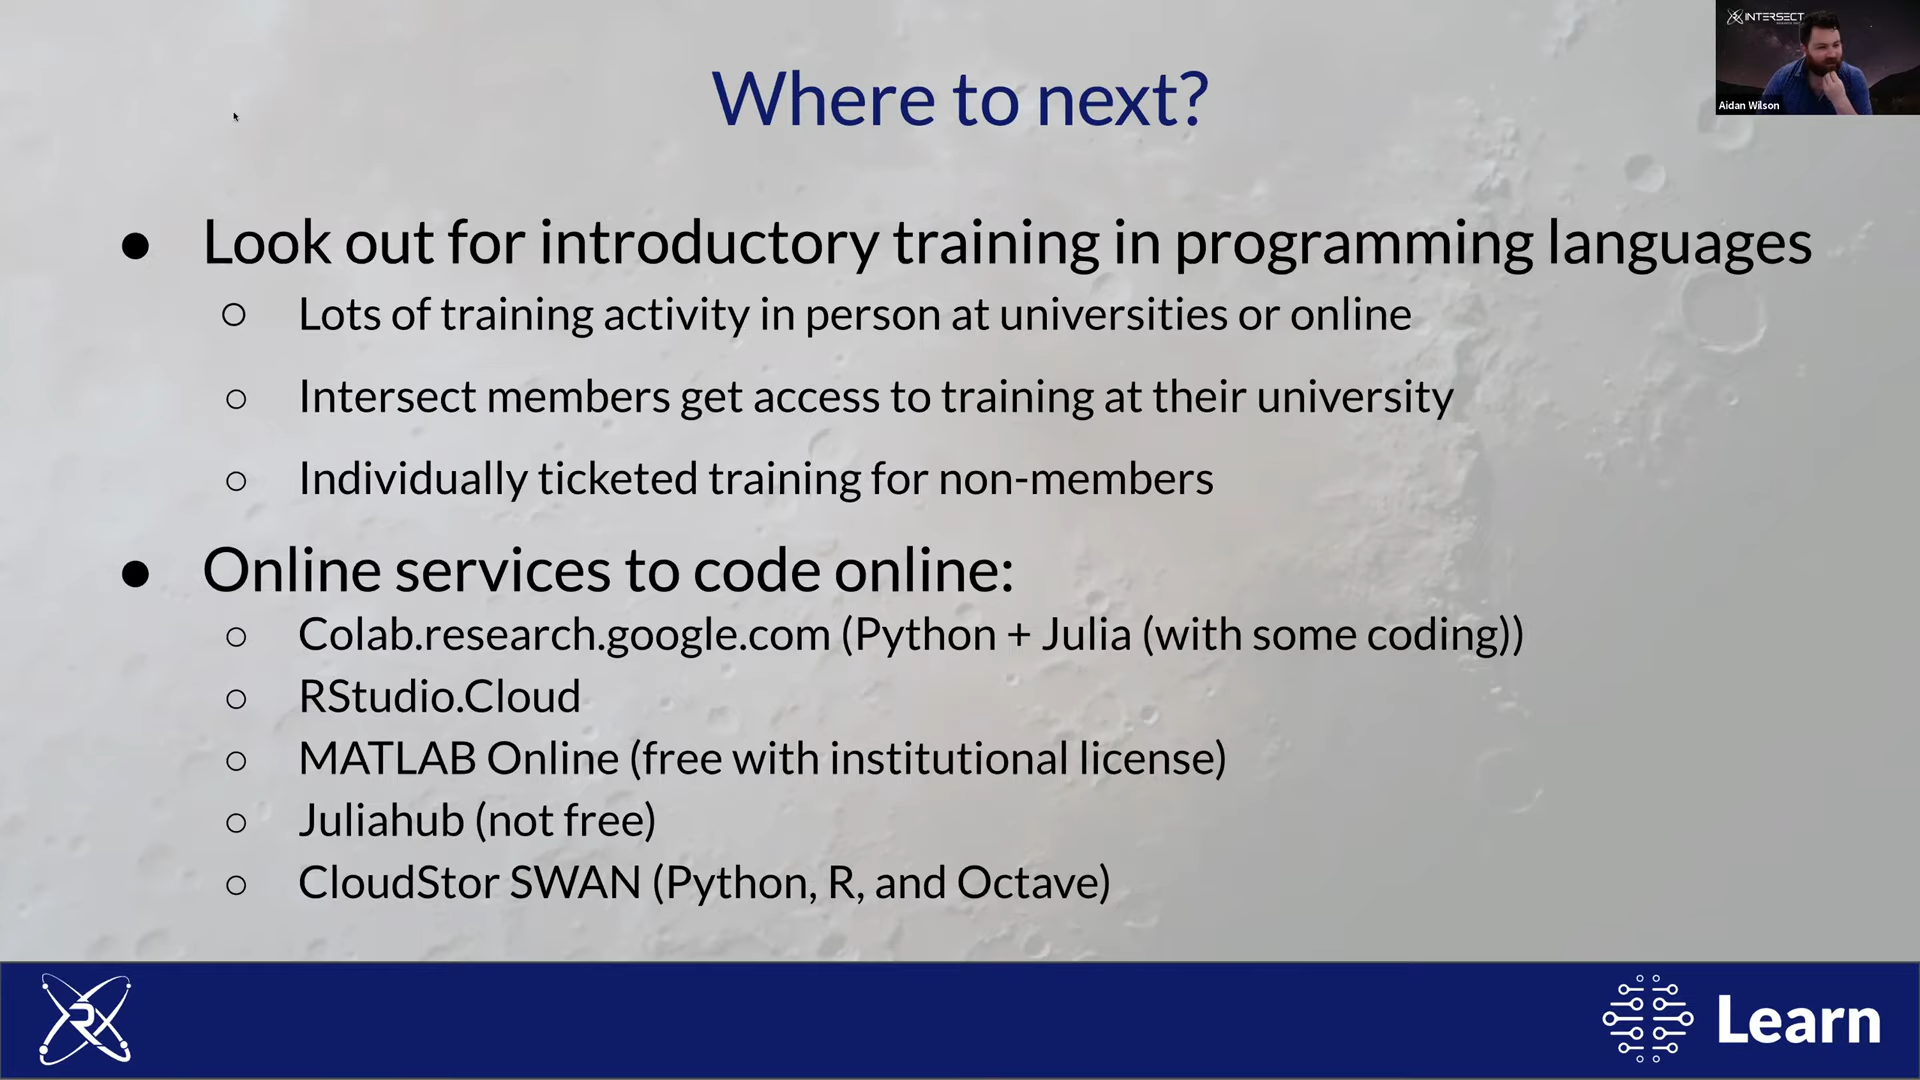 INTERSECT
Aidan Wilson
Where to next?
● Look out for introductory training in programming languages
○ Lots of training activity in person at universities or online
○ Intersect members get access to training at their university
○ Individually ticketed training for non-members
● Online services to code online:
○ Colab.research.google.com (Python + Julia (with some coding))
○ RStudio.Cloud
○ MATLAB Online (free with institutional license)
○ Juliahub (not free)
○ CloudStor SWAN (Python, R, and Octave)
R
Learn